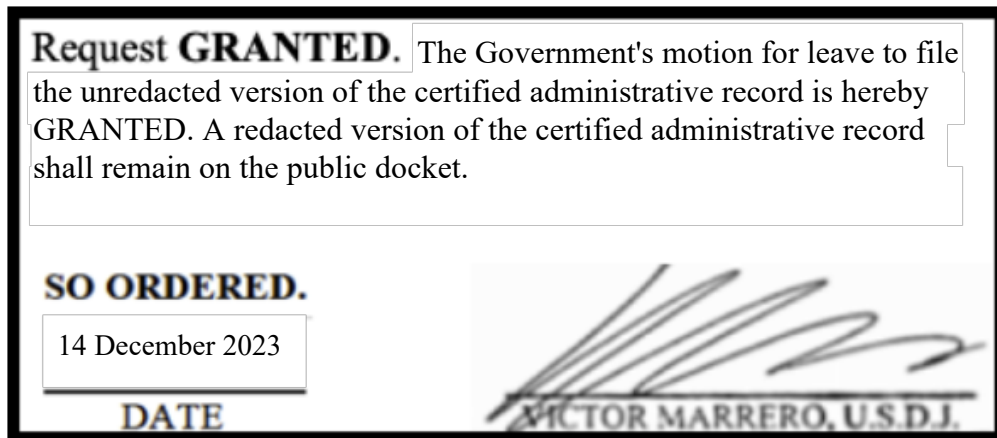 Request GRANTED. The Government's motion for leave to file
the unredacted version of the certified administrative record is hereby
GRANTED. A redacted version of the certified administrative record
shall remain on the public docket.
SO ORDERED.
14 December 2023
DATE
VICTOR MARRERO, U.S.D.J.